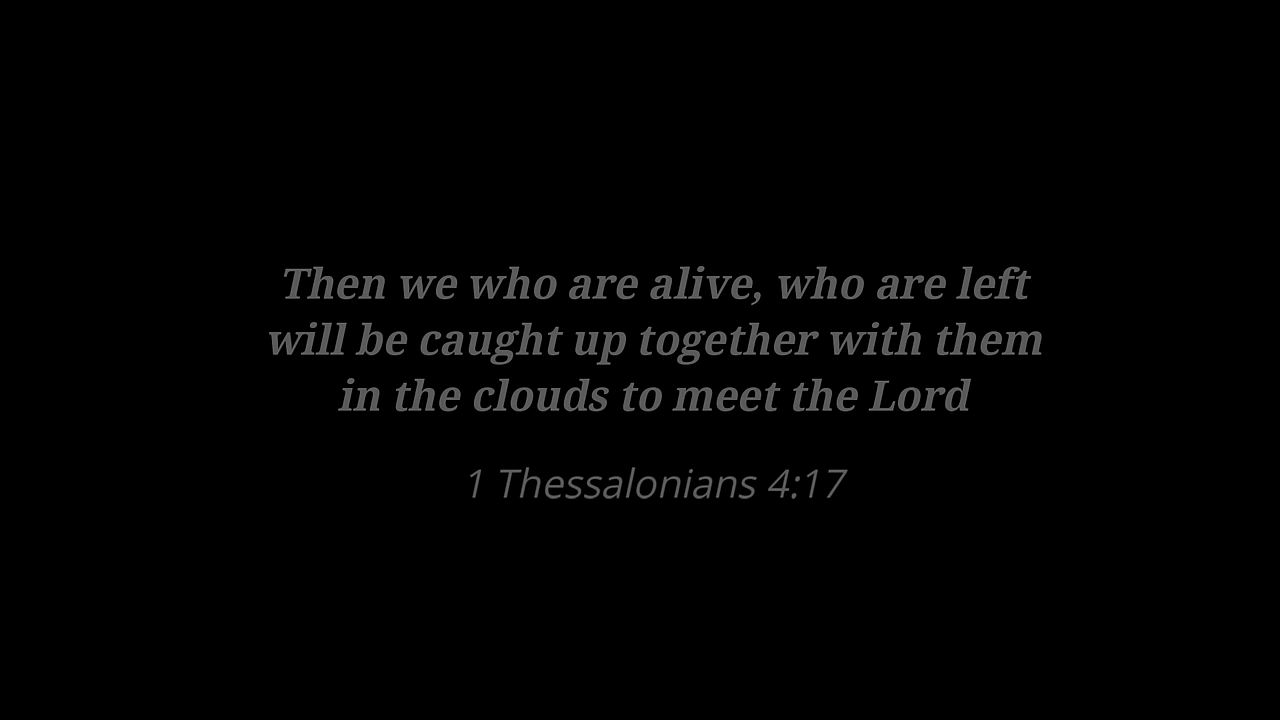 Then we who are alive, who are left
will be caught up together with them
in the clouds to meet the Lord
1 Thessalonians 4:17